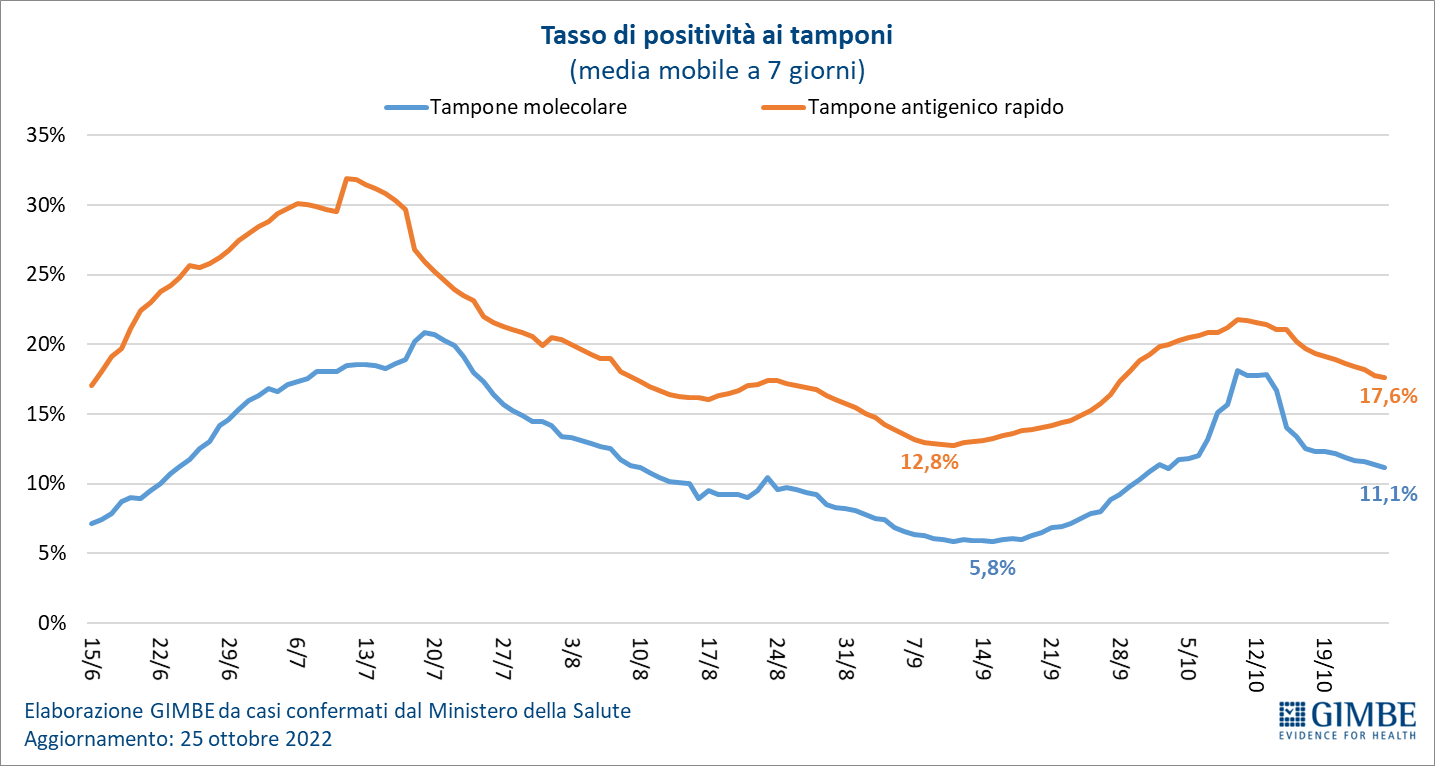 Tasso di positività ai tamponi
(media mobile a 7 giorni)
Tampone molecolare Tampone antigenico rapido
35%
30%
25%
20%
15%
10%
5%
0%
17,6%
12,8%
11,1%
5,8%
15/6 22/6 29/6 6/7 13/7 20/7 27/7 3/8 10/8 17/8 24/8 31/8 7/9 14/9 21/9 28/9 5/10 12/10 19/10
Elaborazione GIMBE da casi confermati dal Ministero della Salute
Aggiornamento: 25 ottobre 2022
GIMBE
EVIDENCE FOR HEALTH